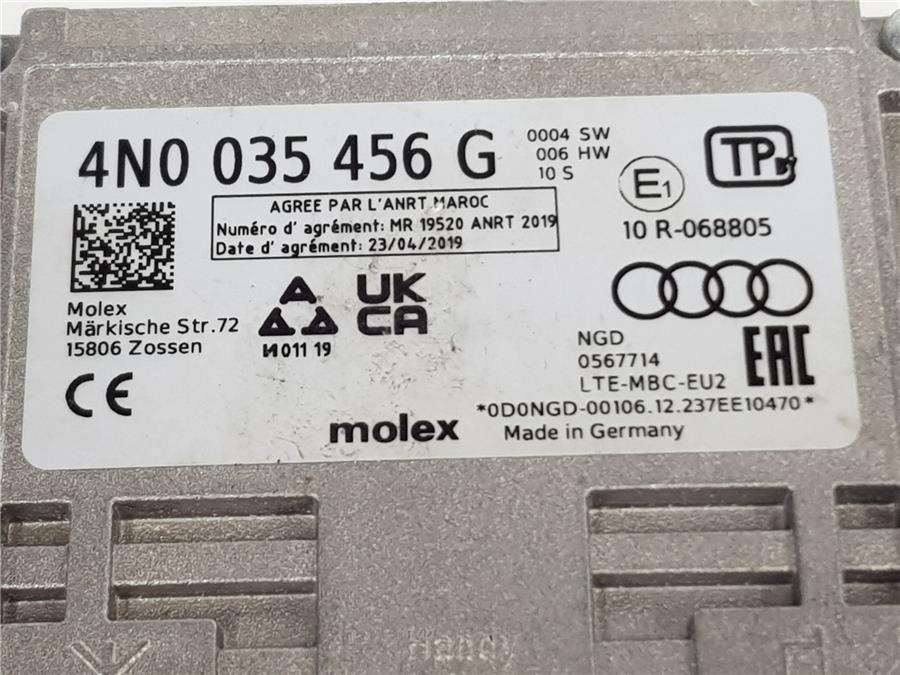 4N0 035 456 G
0004 SW
006 HW
10 S
TP
AGREE PAR L'ANRT MAROC
Numéro d' agrément: MR 19520 ANRT 2019
Date d'agrément: 23/04/2019
E1
10 R-068805
Molex
Märkische Str.72
15806 Zossen
И011 19
UK
CA
NGD
0567714
LTE-MBC-EU2
EAC
CE
*0D0NGD-00106.12.237EE10470*
molex
Made in Germany
Handy